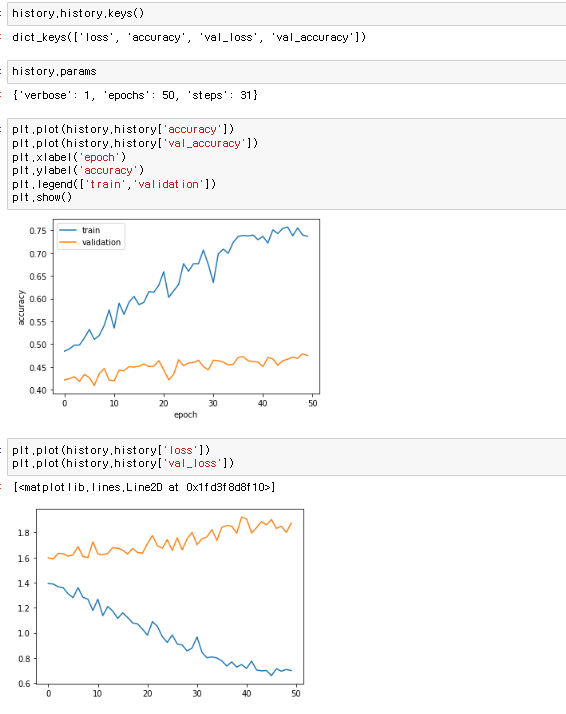 history.history.keys()
dict_keys(['loss', 'accuracy', 'val_loss', 'val_accuracy'])
history.params
{'verbose': 1, 'epochs': 50, 'steps': 31}
plt.plot(history.history['accuracy'])
plt.plot(history.history['val_accuracy'])
plt.xlabel('epoch')
plt.ylabel('accuracy')
plt.legend(['train','validation'])
plt.show()
train
validation
0.75
0.70
0.65
0.60
0.55
0.50
0.45
0.40
accuracy
0 10 20 30 40 50
epoch
plt.plot(history.history['loss'])
plt.plot(history.history['val_loss'])
[<matplotlib.lines.Line2D at 0x1fd3f8d8f10>]
1.8
1.6
1.4
1.2
1.0
0.8
0.6
0 10 20 30 40 50